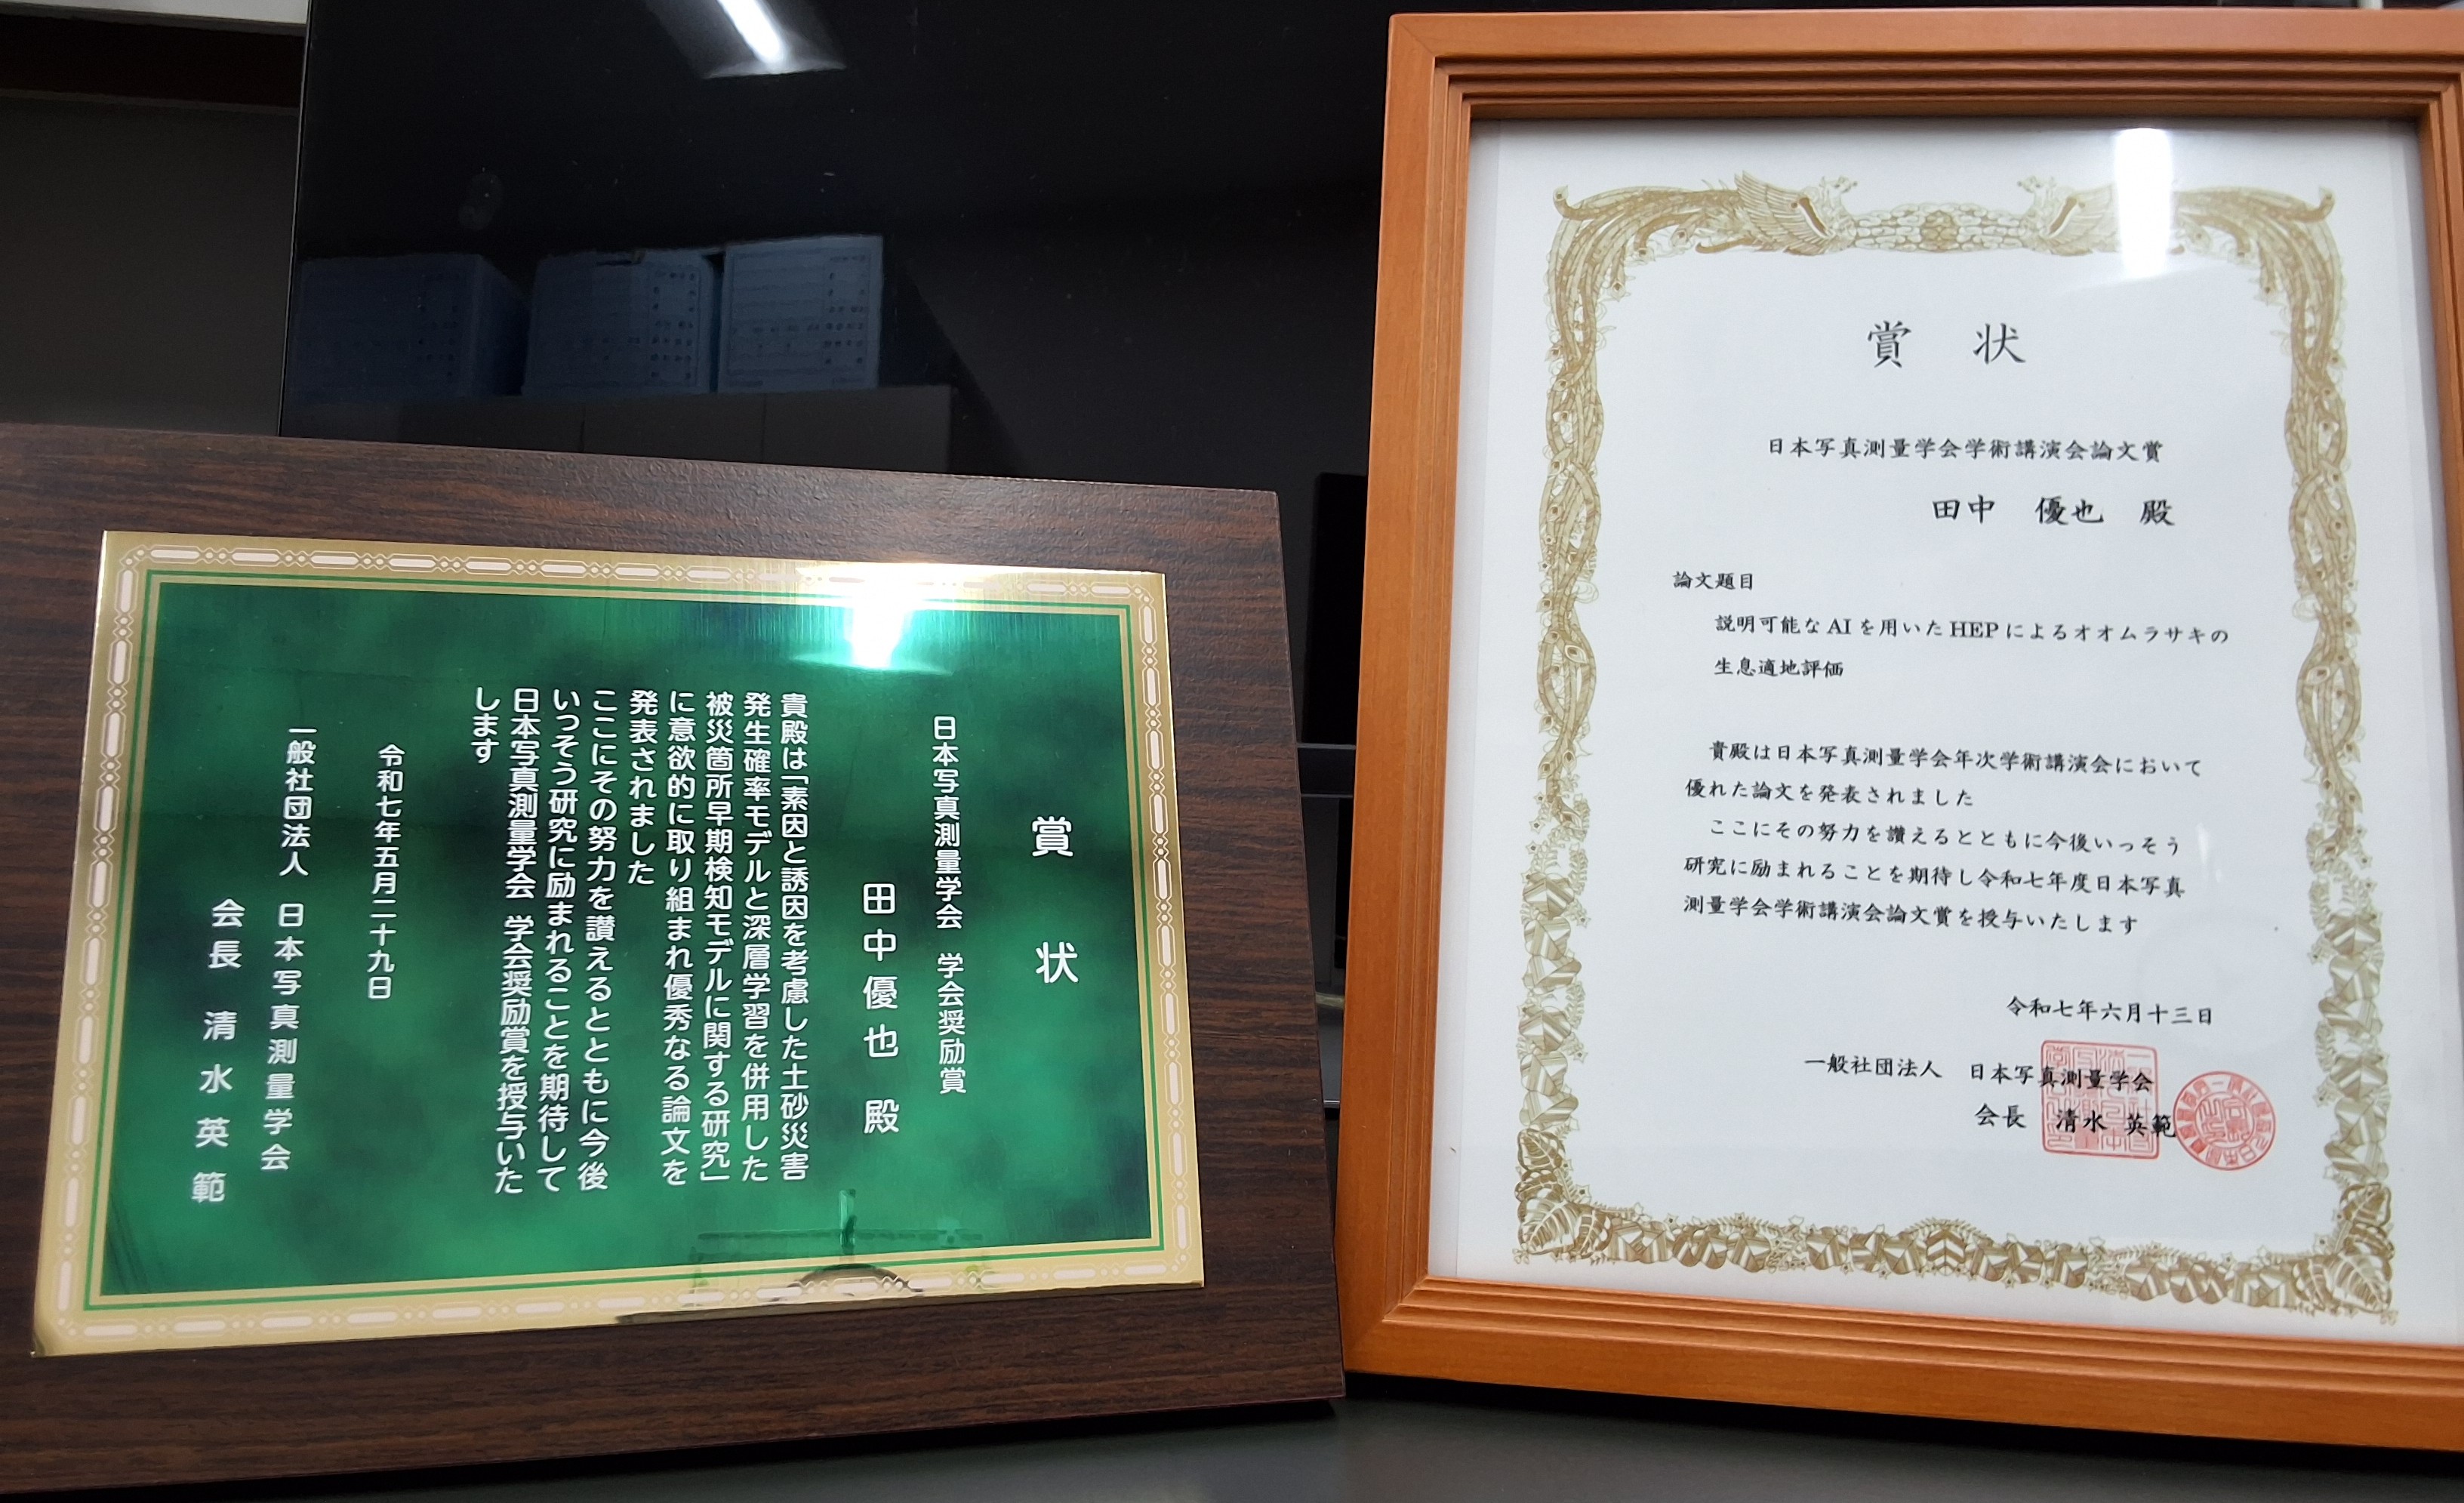 賞状
日本写真測量学会 学会奨励賞
田中優也 殿
貴殿は「素因と誘因を考慮した土砂災害
発生確率モデルと深層学習を併用した
被災箇所早期検知モデルに関する研究」
に意欲的に取り組まれ優秀なる論文を
発表されました
ここにその努力を讃えるとともに今後
いっそう研究に励まれることを期待して
日本写真測量学会 学会奨励賞を授与いた
します
令和七年五月二十九日
一般社団法人 日本写真測量学会
会長 清水英範
賞 状
日本写真測量学会学術講演会論文賞
田中 優也 殿
論文題目
説明可能なAIを用いたHEPによるオオムラサキの
生息適地評価
貴殿は日本写真測量学会年次学術講演会において
優れた論文を発表されました
ここにその努力を讃えるとともに今後いっそう
研究に励まれることを期待し令和七年度日本写真
測量学会学術講演会論文賞を授与いたします
令和七年六月十三日
一般社団法人 日本写真測量学会
会長 清水 英範